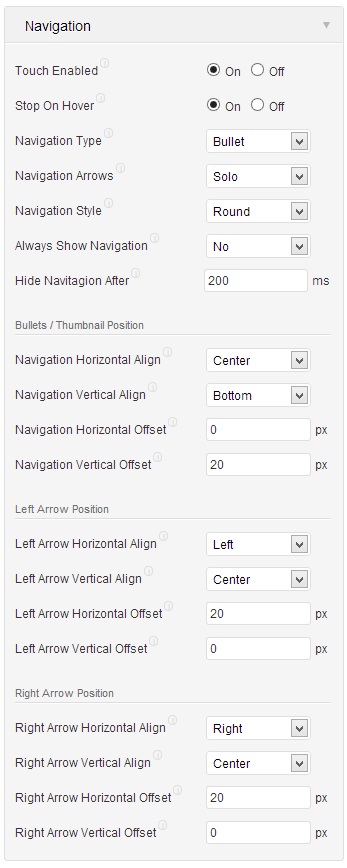 Navigation
Touch Enabled On Off
Stop On Hover On Off
Navigation Type Bullet
Navigation Arrows Solo
Navigation Style Round
Always Show Navigation No
Hide Navitagion After 200 ms
Bullets / Thumbnail Position
Navigation Horizontal Align Center
Navigation Vertical Align Bottom
Navigation Horizontal Offset 0 px
Navigation Vertical Offset 20 px
Left Arrow Position
Left Arrow Horizontal Align Left
Left Arrow Vertical Align Center
Left Arrow Horizontal Offset 20 px
Left Arrow Vertical Offset 0 px
Right Arrow Position
Right Arrow Horizontal Align Right
Right Arrow Vertical Align Center
Right Arrow Horizontal Offset 20 px
Right Arrow Vertical Offset 0 px